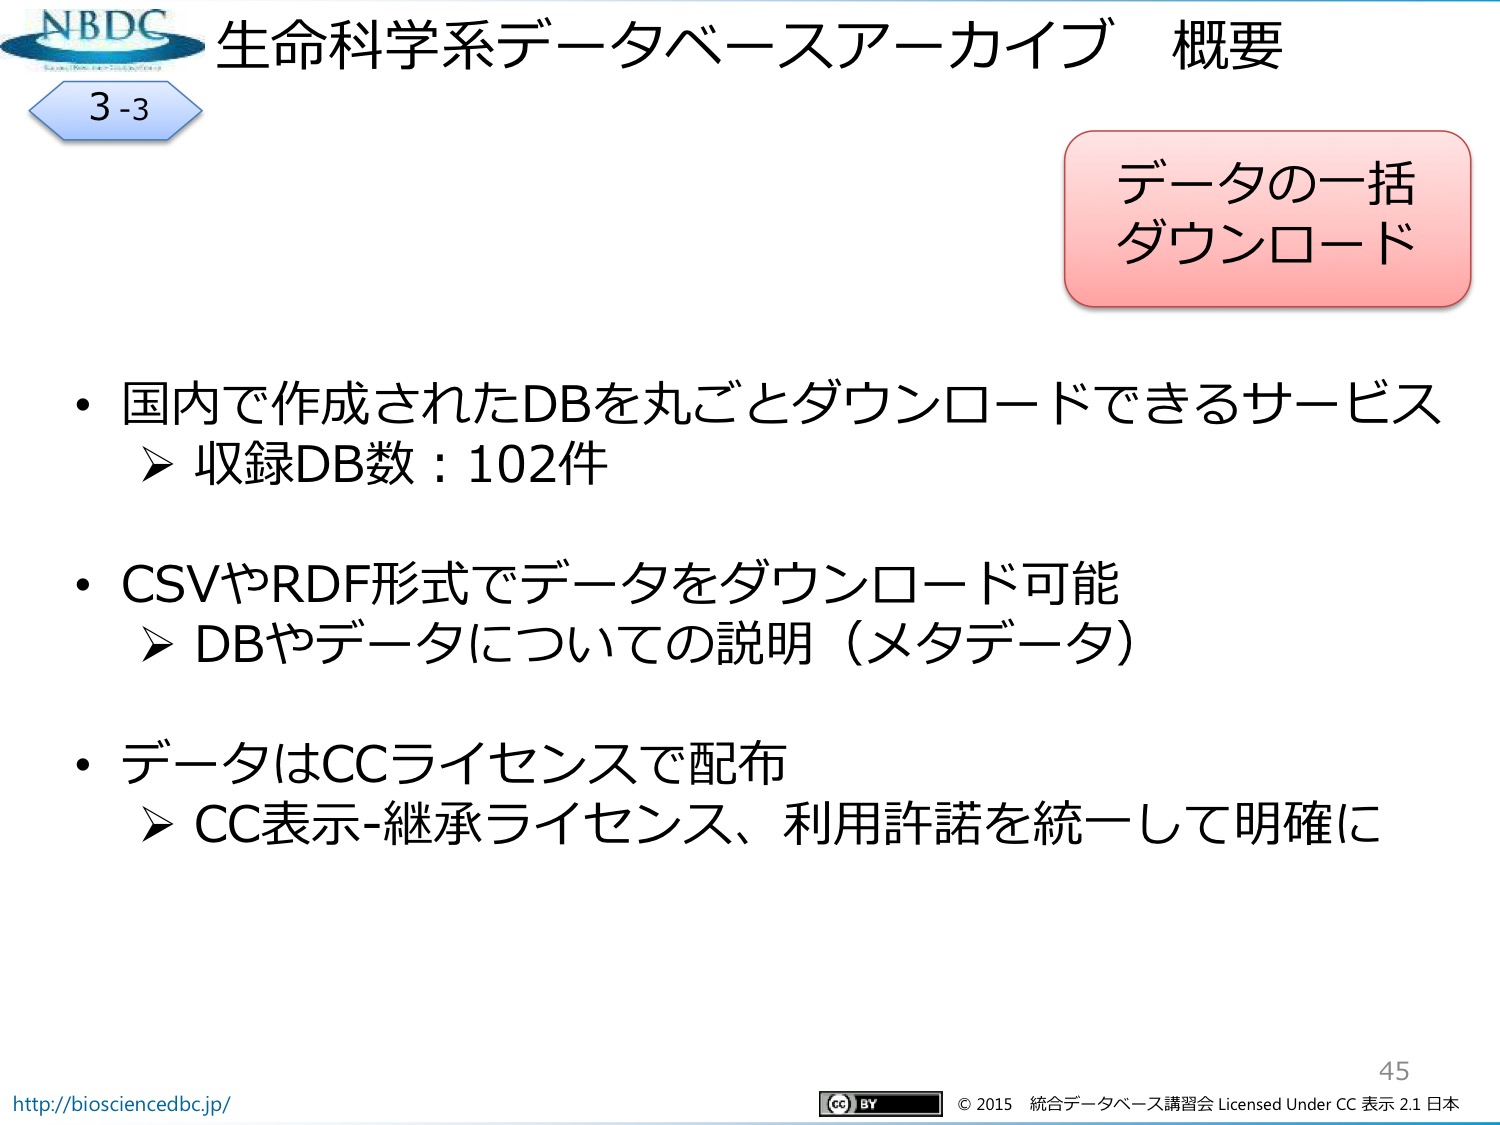 NBDC
生命科学系データベースアーカイブ　概要
３-3
データの一括
ダウンロード
• 国内で作成されたDBを丸ごとダウンロードできるサービス
➢ 収録DB数：102件
• CSVやRDF形式でデータをダウンロード可能
➢ DBやデータについての説明（メタデータ）
• データはCCライセンスで配布
➢ CC表示-継承ライセンス、利用許諾を統一して明確に
45
http://biosciencedbc.jp/
cc BY
© 2015　統合データベース講習会 Licensed Under CC 表示 2.1 日本